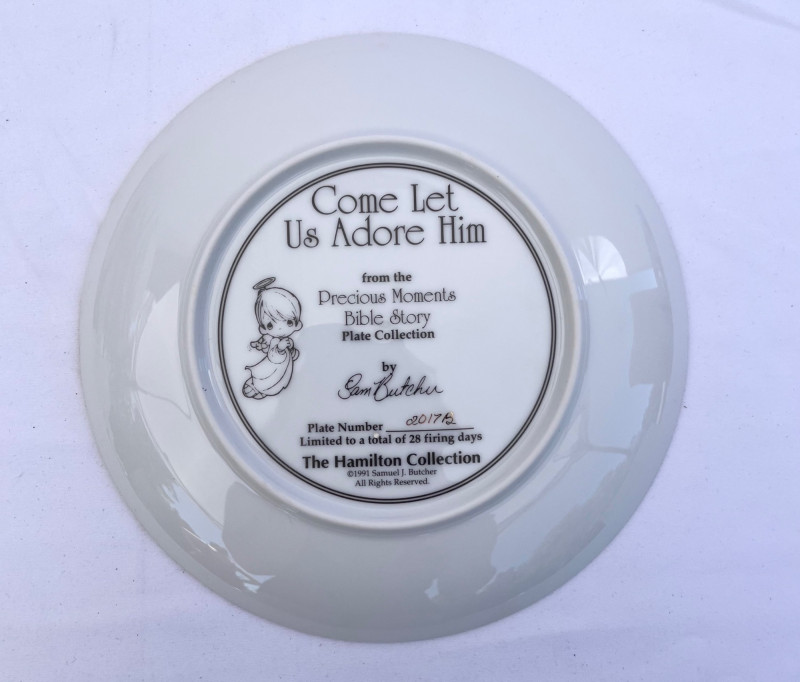 Come Let
Us Adore Him
from the
Precious Moments
Bible Story
Plate Collection
by
Sam Butcher
Plate Number 2017B
Limited to a total of 28 firing days
The Hamilton Collection
©1991 Samuel J. Butcher
All Rights Reserved.